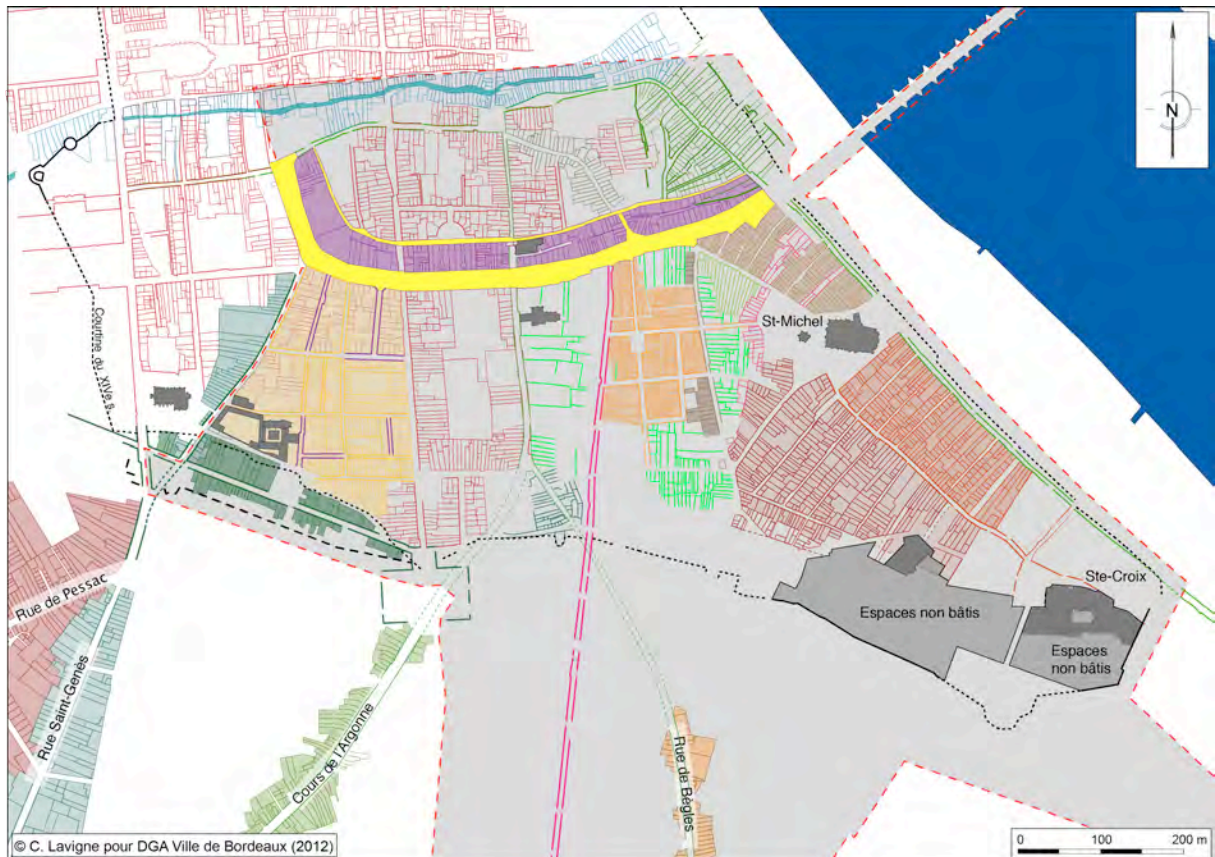 N
Courtine du XIVe s.
St-Michel
Ste-Croix
Espaces non bâtis
Espaces
non bâtis
Rue de Pessac
Rue Saint-Genès
Cours de l'Argonne
Rue de Bègles
© C. Lavigne pour DGA Ville de Bordeaux (2012)
0 100 200 m